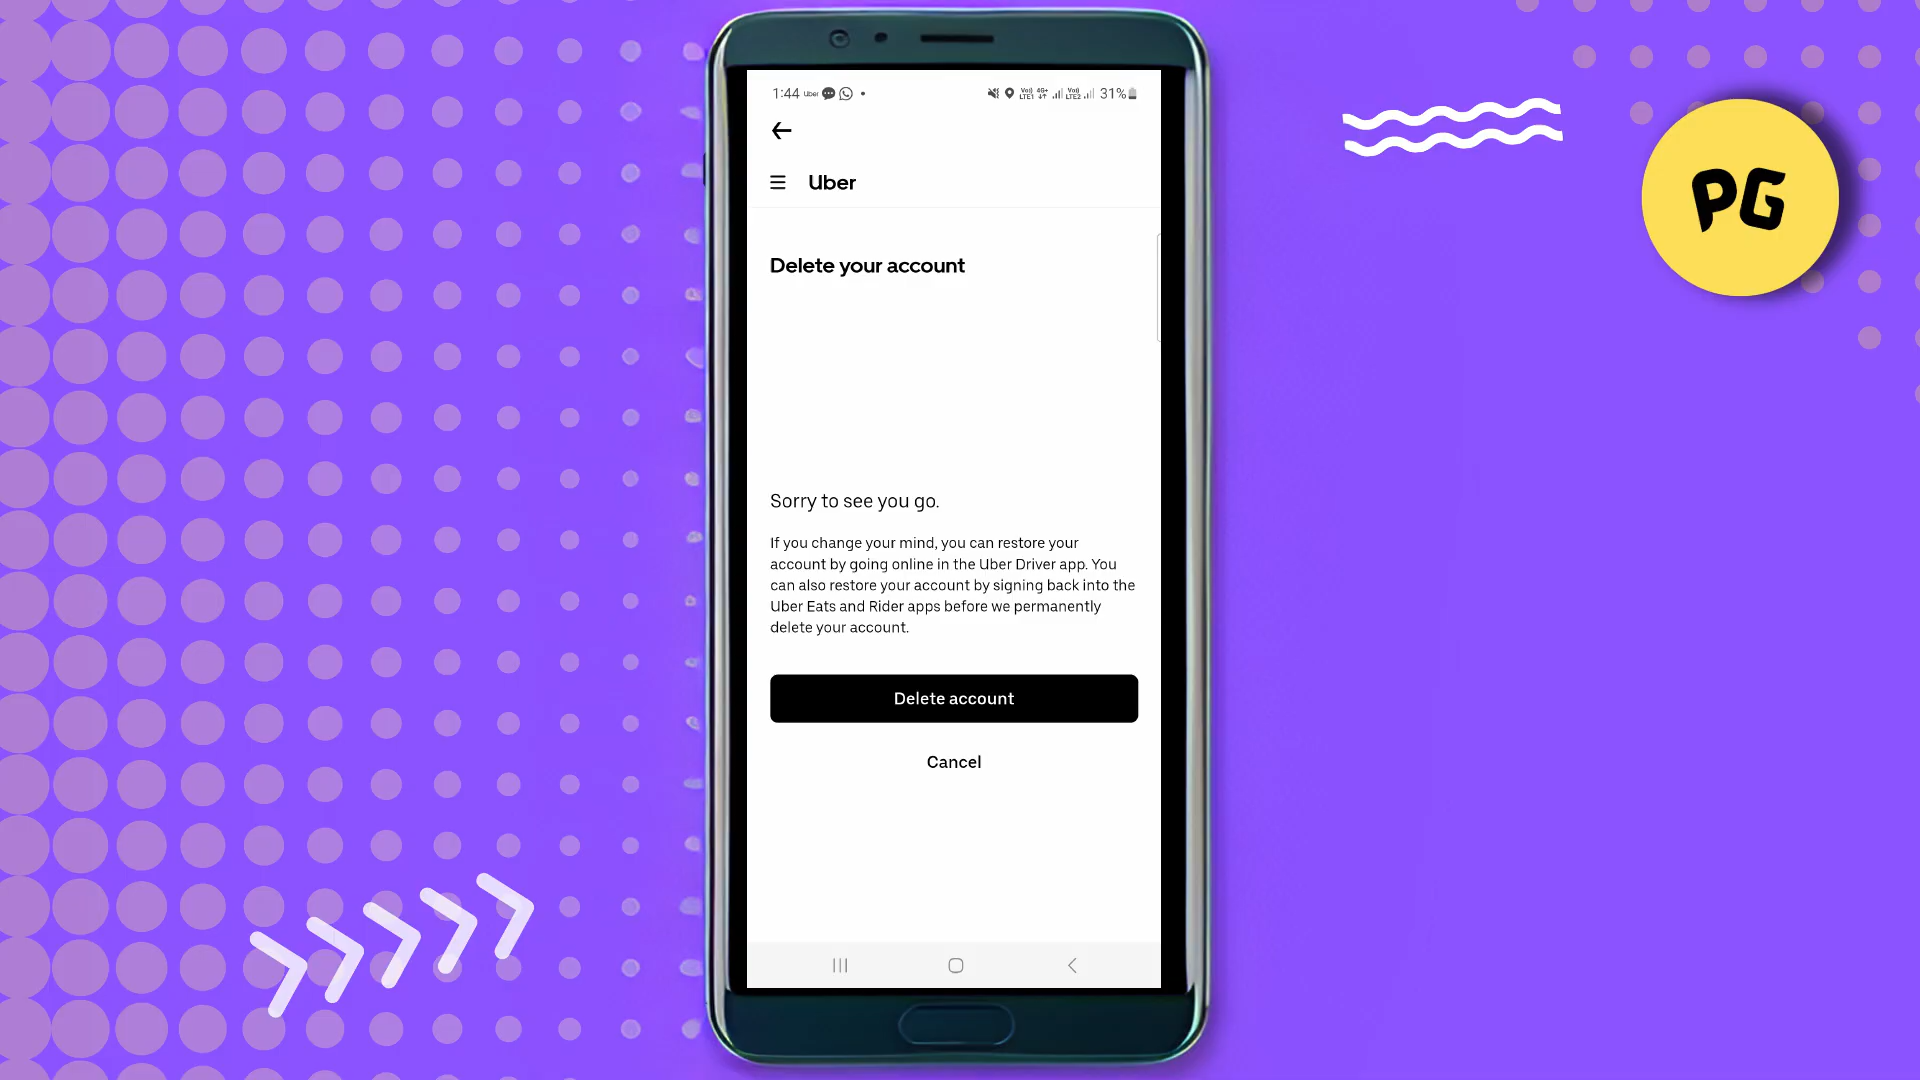 1:44 Uber 31%
Uber
Delete your account
Sorry to see you go.
If you change your mind, you can restore your
account by going online in the Uber Driver app. You
can also restore your account by signing back into the
Uber Eats and Rider apps before we permanently
delete your account.
Delete account
Cancel
PG